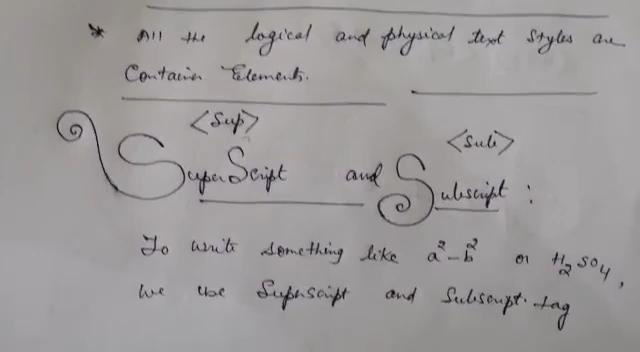 * All the logical and physical text styles are
Container Elements.
<Sup> <Sub>
SuperScript and Subscript :
To write something like a²-b² or H₂SO₄,
we use Superscript and Subscript. tag